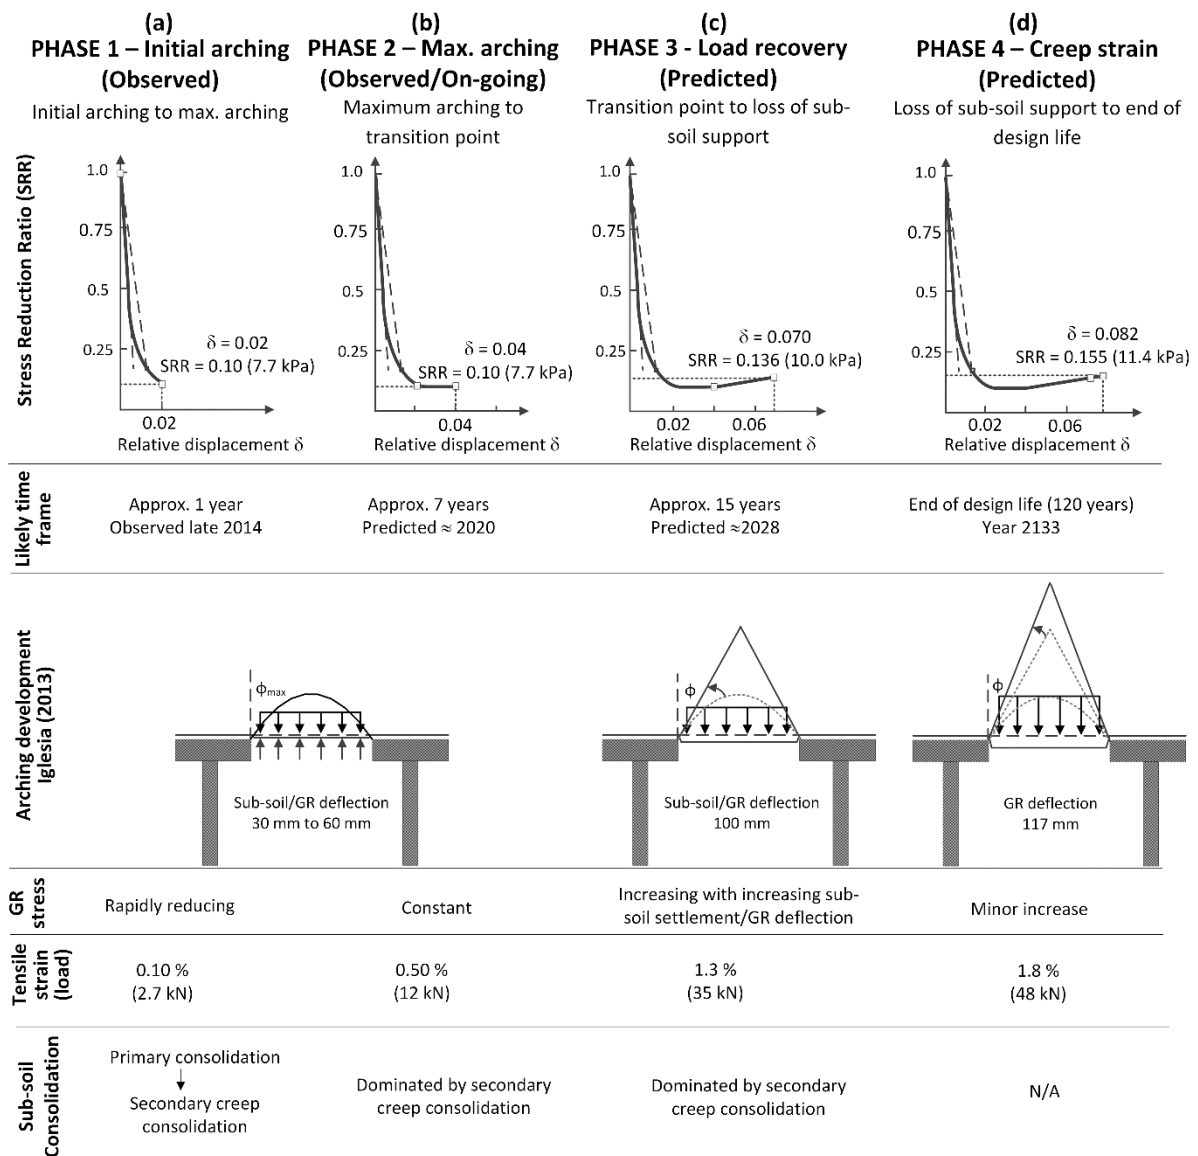 (a)
PHASE 1 – Initial arching
(Observed)
Initial arching to max. arching
(b)
PHASE 2 – Max. arching
(Observed/On-going)
Maximum arching to
transition point
(c)
PHASE 3 - Load recovery
(Predicted)
Transition point to loss of sub-
soil support
(d)
PHASE 4 – Creep strain
(Predicted)
Loss of sub-soil support to end of
design life
Stress Reduction Ratio (SRR)
1.0
0.75
0.5
0.25
δ = 0.02
SRR = 0.10 (7.7 kPa)
0.02
Relative displacement δ
1.0
0.75
0.5
0.25
δ = 0.04
SRR = 0.10 (7.7 kPa)
0.04
Relative displacement δ
1.0
0.75
0.5
0.25
δ = 0.070
SRR = 0.136 (10.0 kPa)
0.02
0.06
Relative displacement δ
1.0
0.75
0.5
0.25
δ = 0.082
SRR = 0.155 (11.4 kPa)
0.02
0.06
Relative displacement δ
Likely time
frame
Approx. 1 year
Observed late 2014
Approx. 7 years
Predicted ≈ 2020
Approx. 15 years
Predicted ≈2028
End of design life (120 years)
Year 2133
Arching development
Iglesia (2013)
ϕmax
Sub-soil/GR deflection
30 mm to 60 mm
ϕ
Sub-soil/GR deflection
100 mm
ϕ
GR deflection
117 mm
GR
stress
Rapidly reducing
Constant
Increasing with increasing sub-
soil settlement/GR deflection
Minor increase
Tensile
strain
(load)
0.10 %
(2.7 kN)
0.50 %
(12 kN)
1.3 %
(35 kN)
1.8 %
(48 kN)
Sub-soil
Consolidation
Primary consolidation
Secondary creep
consolidation
Dominated by secondary
creep consolidation
Dominated by secondary
creep consolidation
N/A